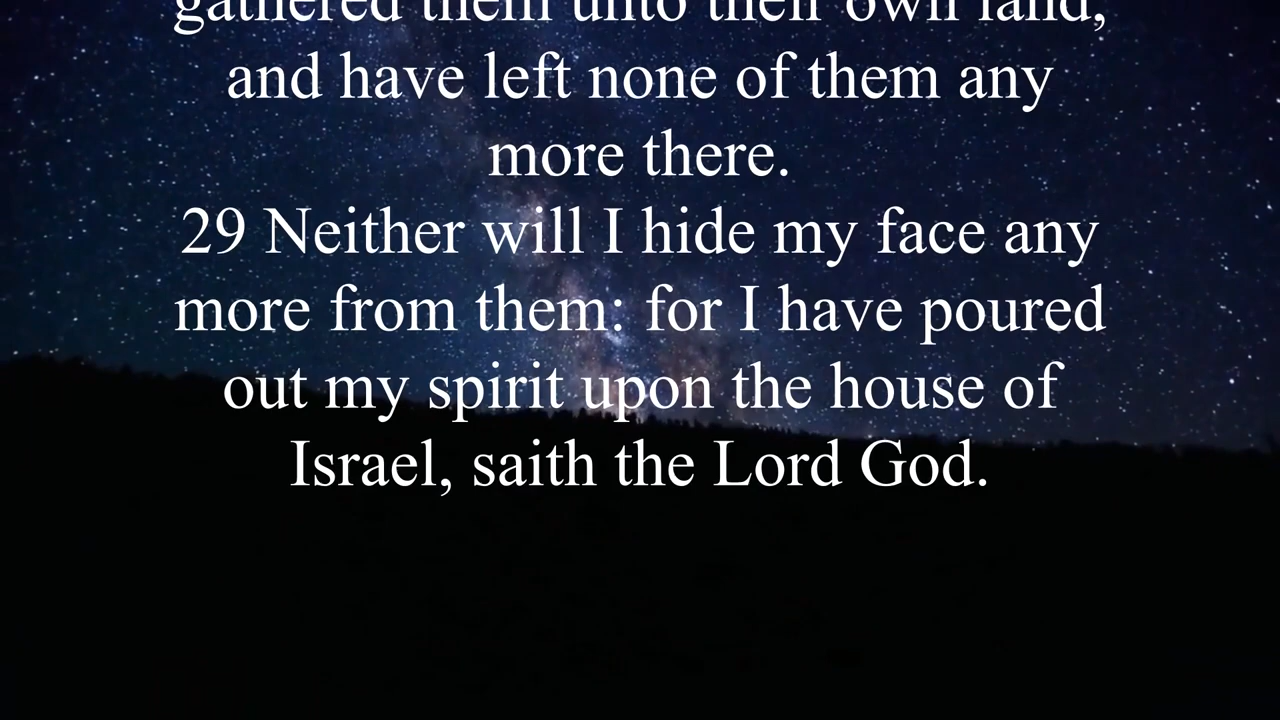 gathered them unto their own land,
and have left none of them any
more there.
29 Neither will I hide my face any
more from them: for I have poured
out my spirit upon the house of
Israel, saith the Lord God.